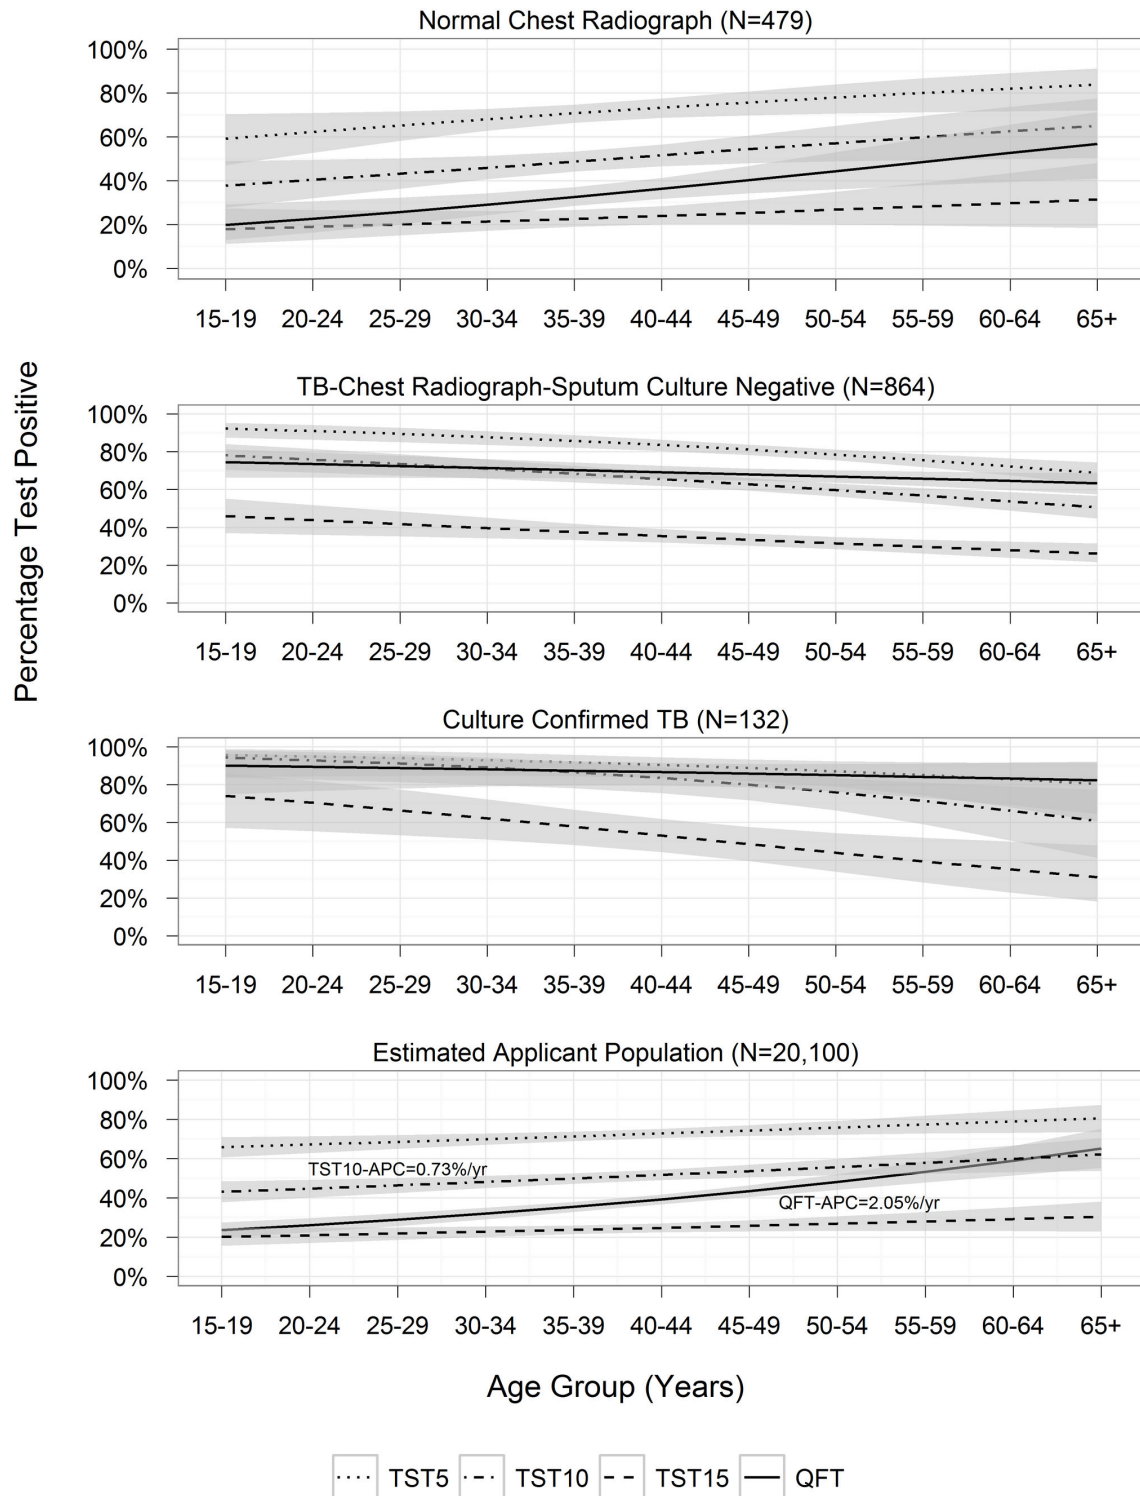 Normal Chest Radiograph (N=479)
100%
80%
60%
40%
20%
0%
15-19 20-24 25-29 30-34 35-39 40-44 45-49 50-54 55-59 60-64 65+
TB-Chest Radiograph-Sputum Culture Negative (N=864)
100%
80%
60%
40%
20%
0%
15-19 20-24 25-29 30-34 35-39 40-44 45-49 50-54 55-59 60-64 65+
Percentage Test Positive
Culture Confirmed TB (N=132)
100%
80%
60%
40%
20%
0%
15-19 20-24 25-29 30-34 35-39 40-44 45-49 50-54 55-59 60-64 65+
Estimated Applicant Population (N=20,100)
100%
80%
60%
40%
20%
0%
TST10-APC=0.73%/yr
QFT-APC=2.05%/yr
15-19 20-24 25-29 30-34 35-39 40-44 45-49 50-54 55-59 60-64 65+
Age Group (Years)
TST5 TST10 TST15 QFT